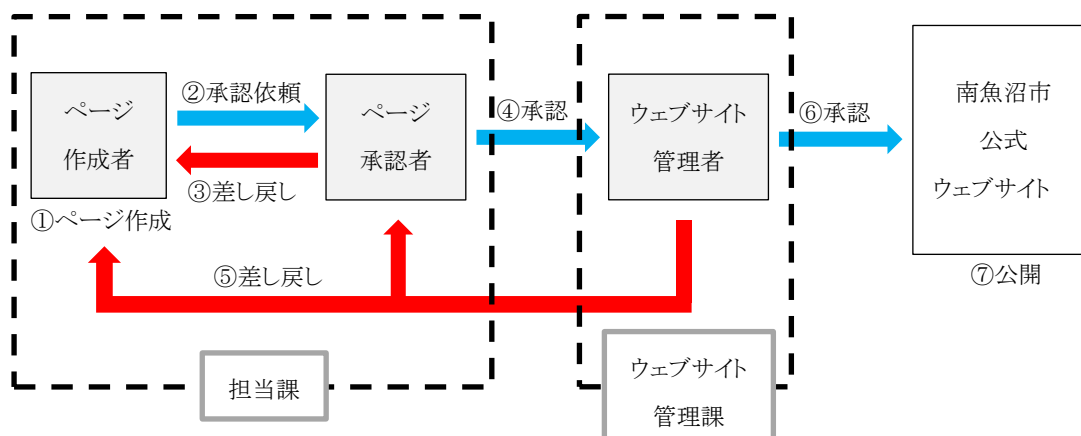 ページ
作成者
①ページ作成
②承認依頼
③差し戻し
ページ
承認者
④承認
⑤差し戻し
ウェブサイト
管理者
⑥承認
南魚沼市
公式
ウェブサイト
⑦公開
担当課
ウェブサイト
管理課